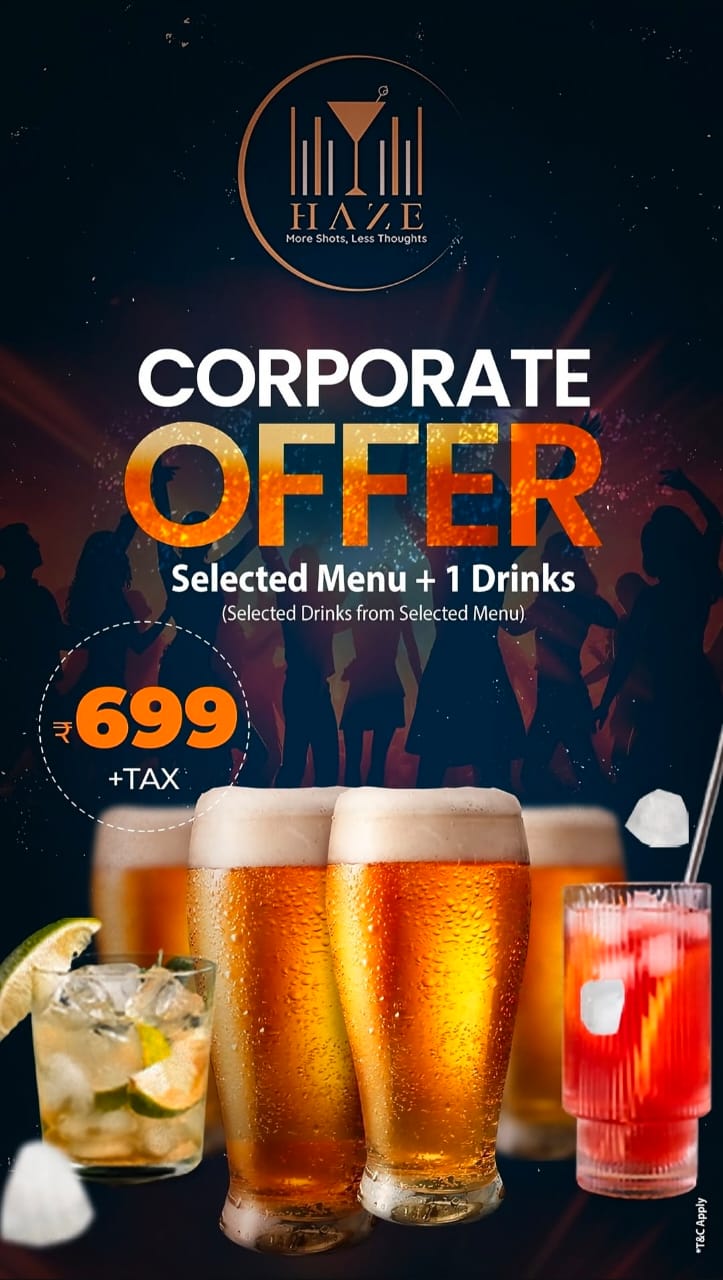 HAZE
More Shots, Less Thoughts
CORPORATE
OFFER
Selected Menu + 1 Drinks
(Selected Drinks from Selected Menu)
₹699
+TAX
*T&C Apply